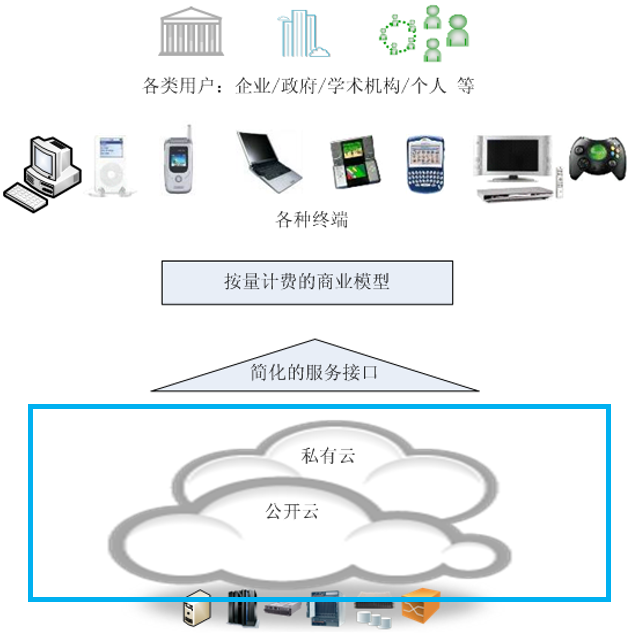 各类用户：企业/政府/学术机构/个人 等
各种终端
按量计费的商业模型
简化的服务接口
私有云
公开云